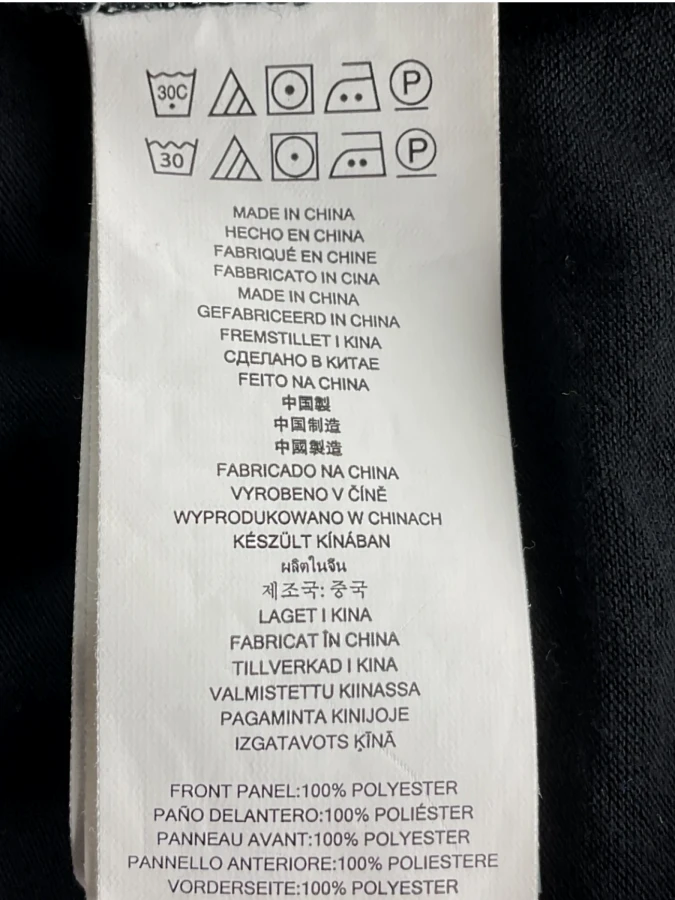 30C P
30 P
MADE IN CHINA
HECHO EN CHINA
FABRIQUÉ EN CHINE
FABBRICATO IN CINA
MADE IN CHINA
GEFABRICEERD IN CHINA
FREMSTILLET I KINA
СДЕЛАНО В КИТАЕ
FEITO NA CHINA
中国製
中国制造
中國製造
FABRICADO NA CHINA
VYROBENO V ČÍNĚ
WYPRODUKOWANO W CHINACH
KÉSZÜLT KÍNÁBAN
ผลิตในจีน
제조국: 중국
LAGET I KINA
FABRICAT ÎN CHINA
TILLVERKAD I KINA
VALMISTETTU KIINASSA
PAGAMINTA KINIJOJE
IZGATAVOTS ĶĪNĀ
FRONT PANEL:100% POLYESTER
PAÑO DELANTERO:100% POLIÉSTER
PANNEAU AVANT:100% POLYESTER
PANNELLO ANTERIORE:100% POLIESTERE
VORDERSEITE:100% POLYESTER